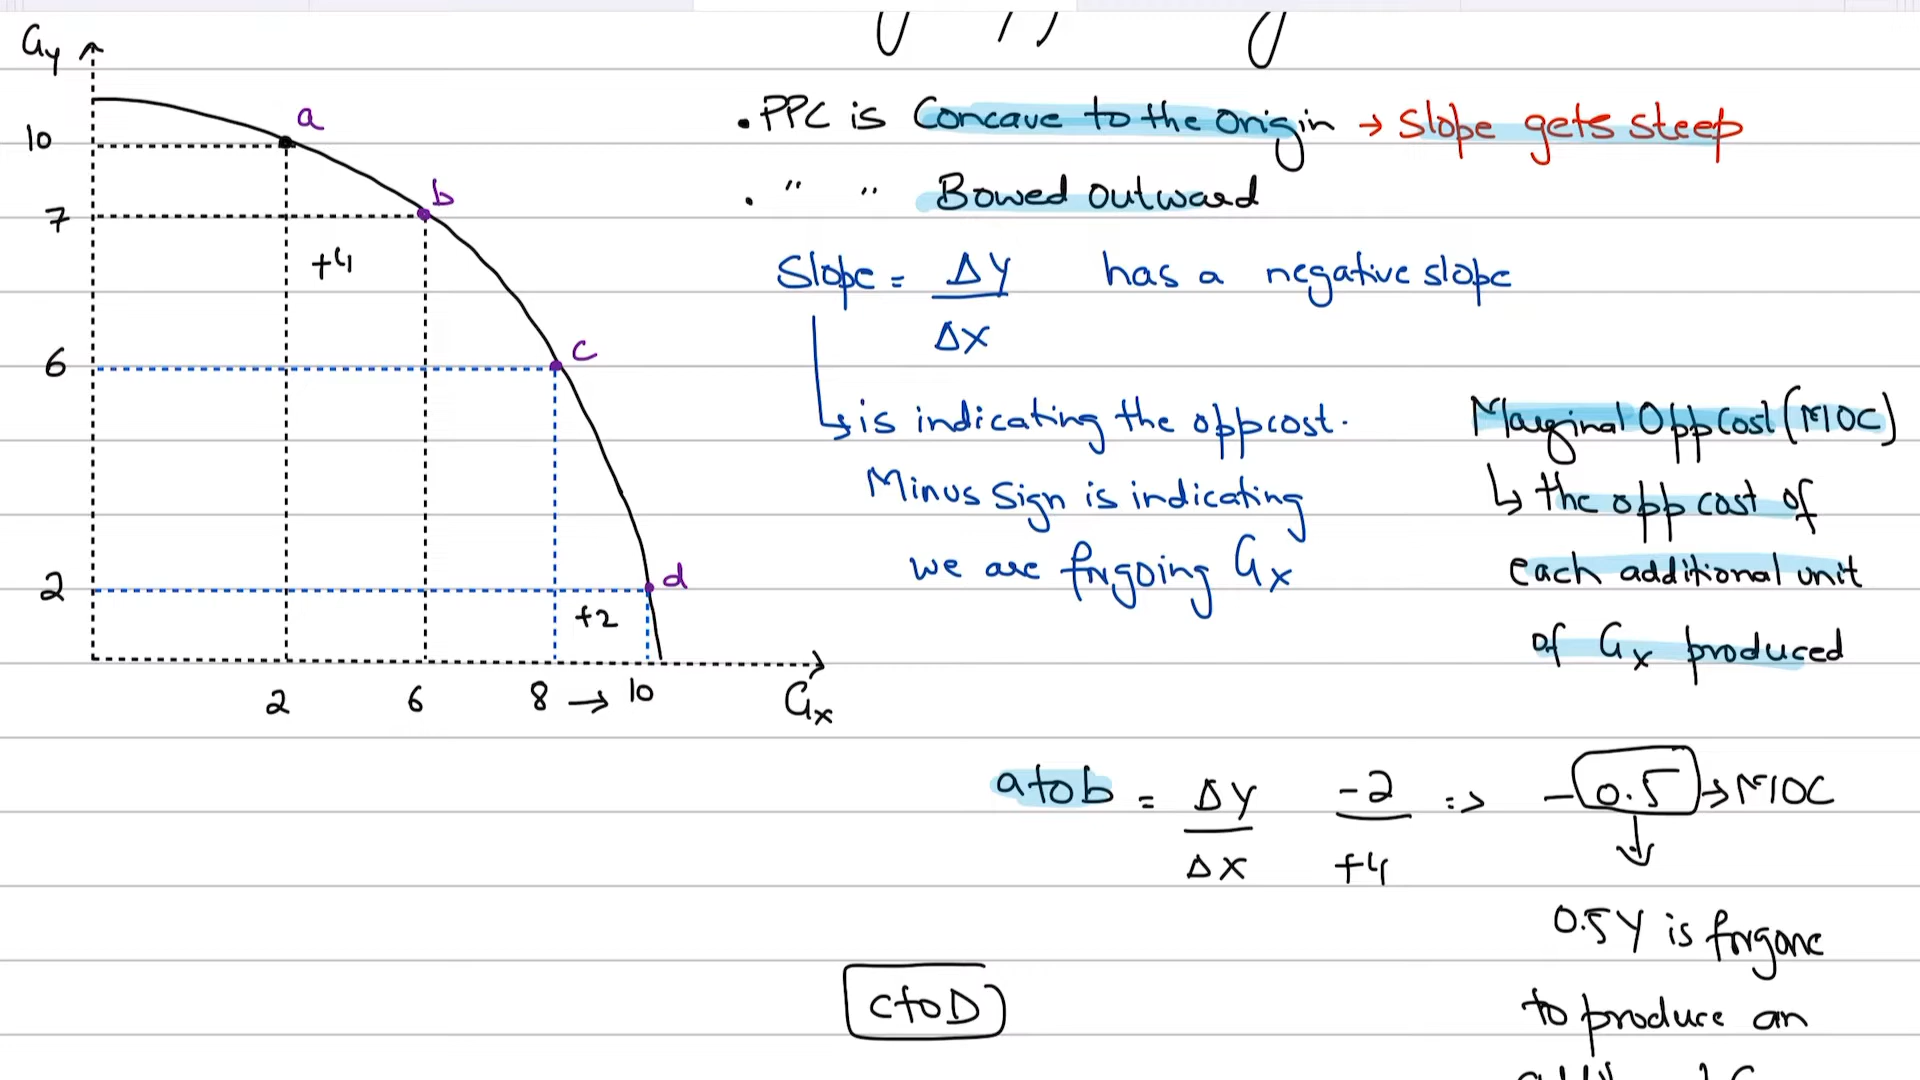 Gy
10
a
7
b
+4
6
c
2
d
+2
2 6 8 → 10 Gx
• PPC is Concave to the Origin → Slope gets steep
• " " Bowed Outward
Slope = ΔY/ΔX has a negative slope
↳ is indicating the opp cost.
Minus Sign is indicating
we are forgoing Gx
Marginal Opp Cost (MOC)
↳ the opp cost of
each additional unit
of Gx produced
a to b = ΔY/ΔX -2/+4 => -0.5 → MOC
↓
0.5Y is forgone
to produce an
C to D